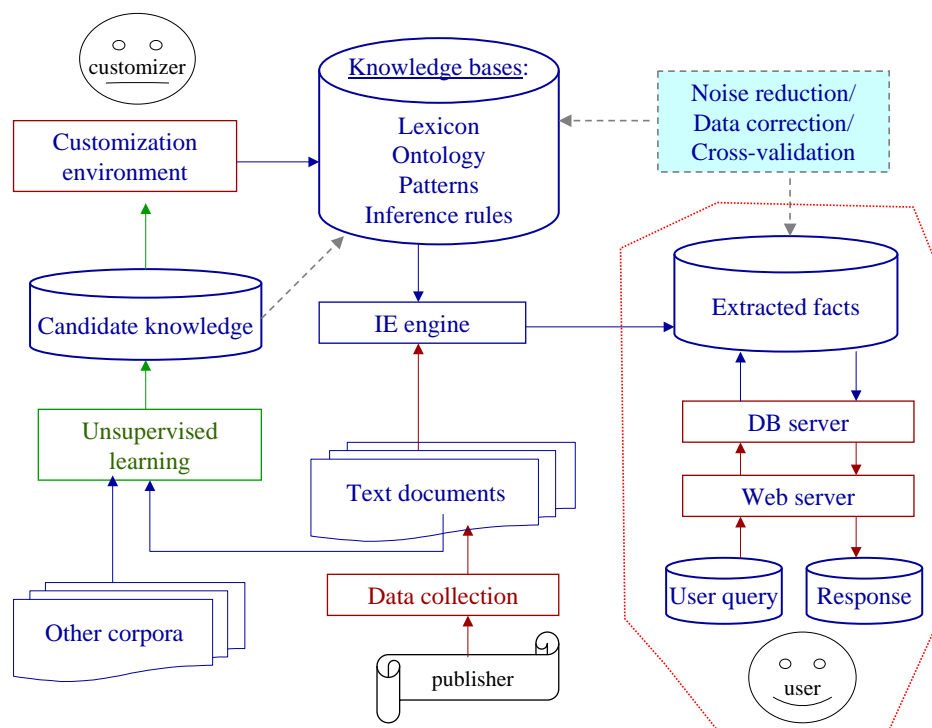 customizer
Customization
environment
Knowledge bases:
Lexicon
Ontology
Patterns
Inference rules
Noise reduction/
Data correction/
Cross-validation
Candidate knowledge
IE engine
Extracted facts
Unsupervised
learning
Text documents
DB server
Web server
Other corpora
Data collection
User query
Response
publisher
user